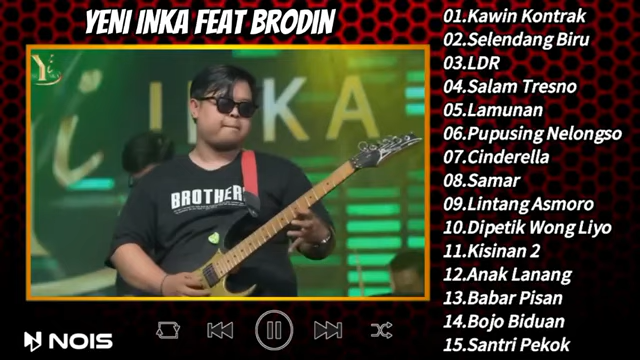 YENI INKA FEAT BRODIN
Yi
INKA
BROTHER
01.Kawin Kontrak
02.Selendang Biru
03.LDR
04.Salam Tresno
05.Lamunan
06.Pupusing Nelongso
07.Cinderella
08.Samar
09.Lintang Asmoro
10.Dipetik Wong Liyo
11.Kisinan 2
12.Anak Lanang
13.Babar Pisan
14.Bojo Biduan
15.Santri Pekok
NOIS